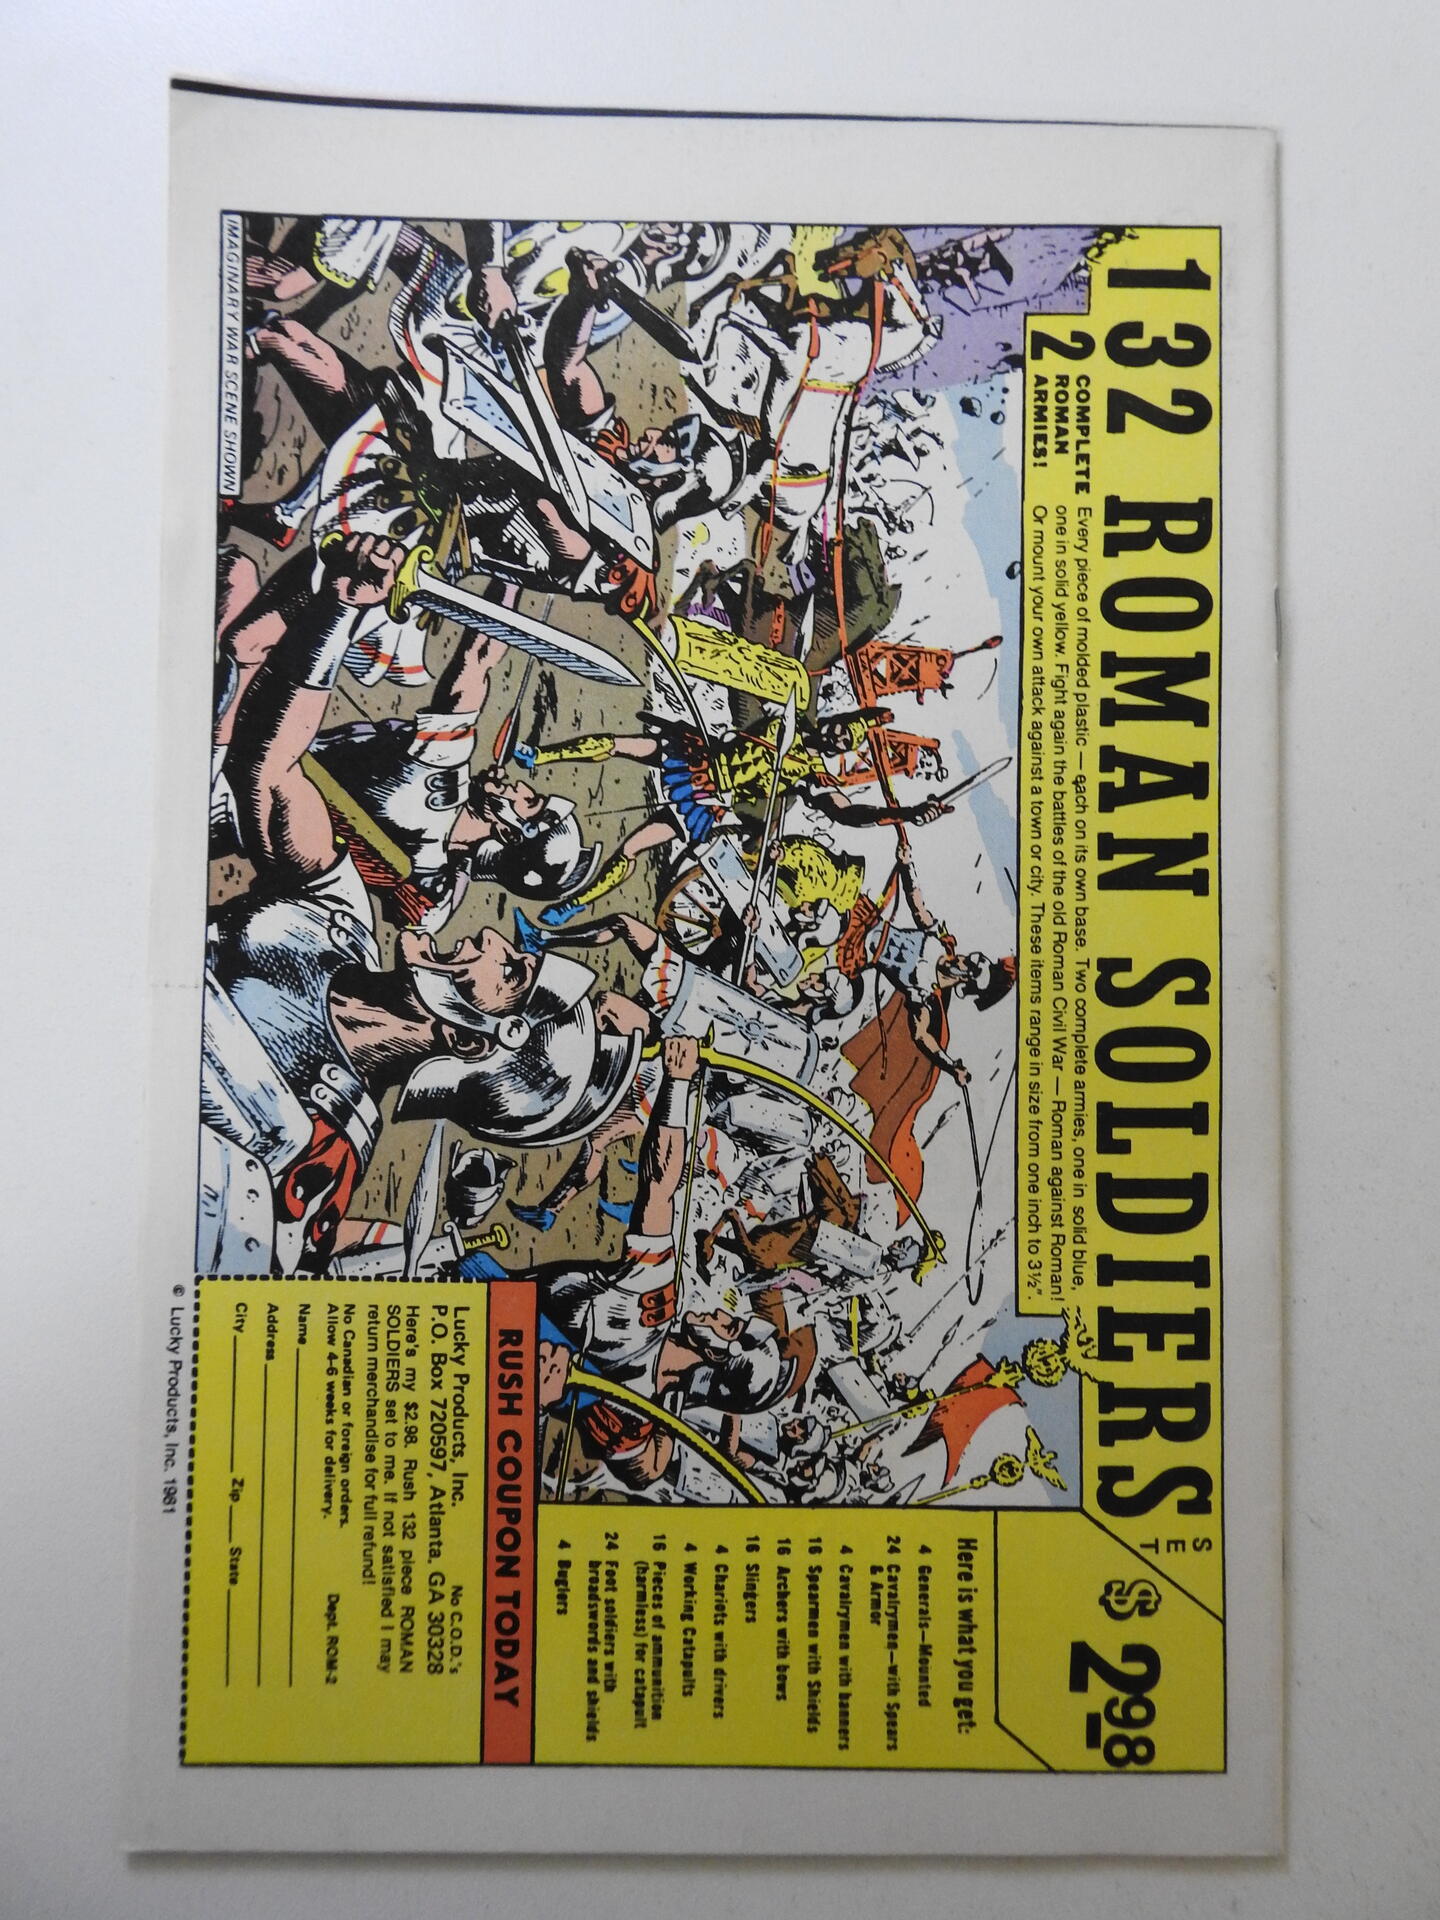 132 ROMAN SOLDIERS SET $2.98
2 COMPLETE
ROMAN
2 ARMIES!
Every piece of molded plastic — each on its own base. Two complete armies, one in solid blue,
one in solid yellow. Fight again the battles of the old Roman Civil War — Roman against Roman!
Or mount your own attack against a town or city. These items range in size from one inch to 3½".
Here is what you get:
4 Generals—Mounted
24 Cavalrymen—with Spears
& Armor
4 Cavalrymen with banners
16 Spearmen with Shields
16 Archers with bows
16 Slingers
4 Chariots with drivers
4 Working Catapults
16 Pieces of ammunition
(harmless) for catapult
24 Foot soldiers with
broadswords and shields
4 Buglers
RUSH COUPON TODAY
Lucky Products, Inc. No C.O.D.'s
P.O. Box 720597, Atlanta, GA 30328
Here's my $2.98. Rush 132 piece ROMAN
SOLDIERS set to me. If not satisfied I may
return merchandise for full refund!
No Canadian or foreign orders.
Allow 4-6 weeks for delivery. Dept. ROM-2
Name
Address
City Zip State
IMAGINARY WAR SCENE SHOWN
© Lucky Products, Inc. 1981